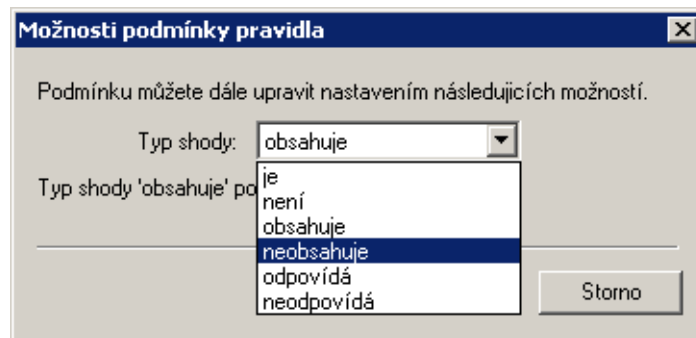 Možnosti podmínky pravidla
Podmínku můžete dále upravit nastavením následujicích možností.
Typ shody: obsahuje
Typ shody 'obsahuje' po
je
není
obsahuje
neobsahuje
odpovídá
neodpovídá
Storno